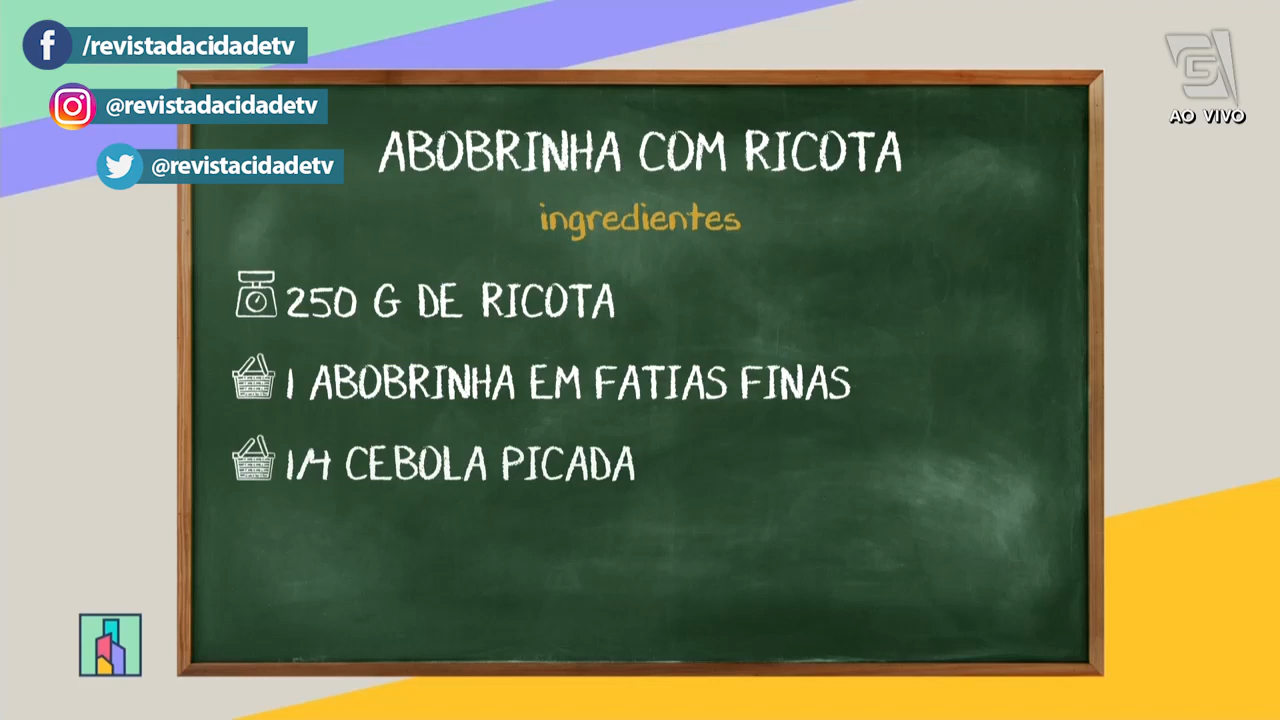 /revistadacidadetv
@revistadacidadetv
@revistacidadetv
AO VIVO
ABOBRINHA COM RICOTA
ingredientes
250 G DE RICOTA
1 ABOBRINHA EM FATIAS FINAS
1/4 CEBOLA PICADA